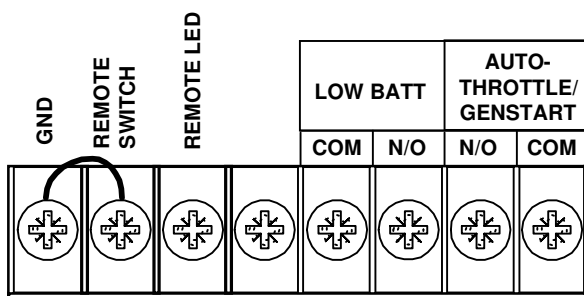 GND
REMOTE
SWITCH
REMOTE LED
LOW BATT
AUTO-
THROTTLE/
GENSTART
COM
N/O
N/O
COM